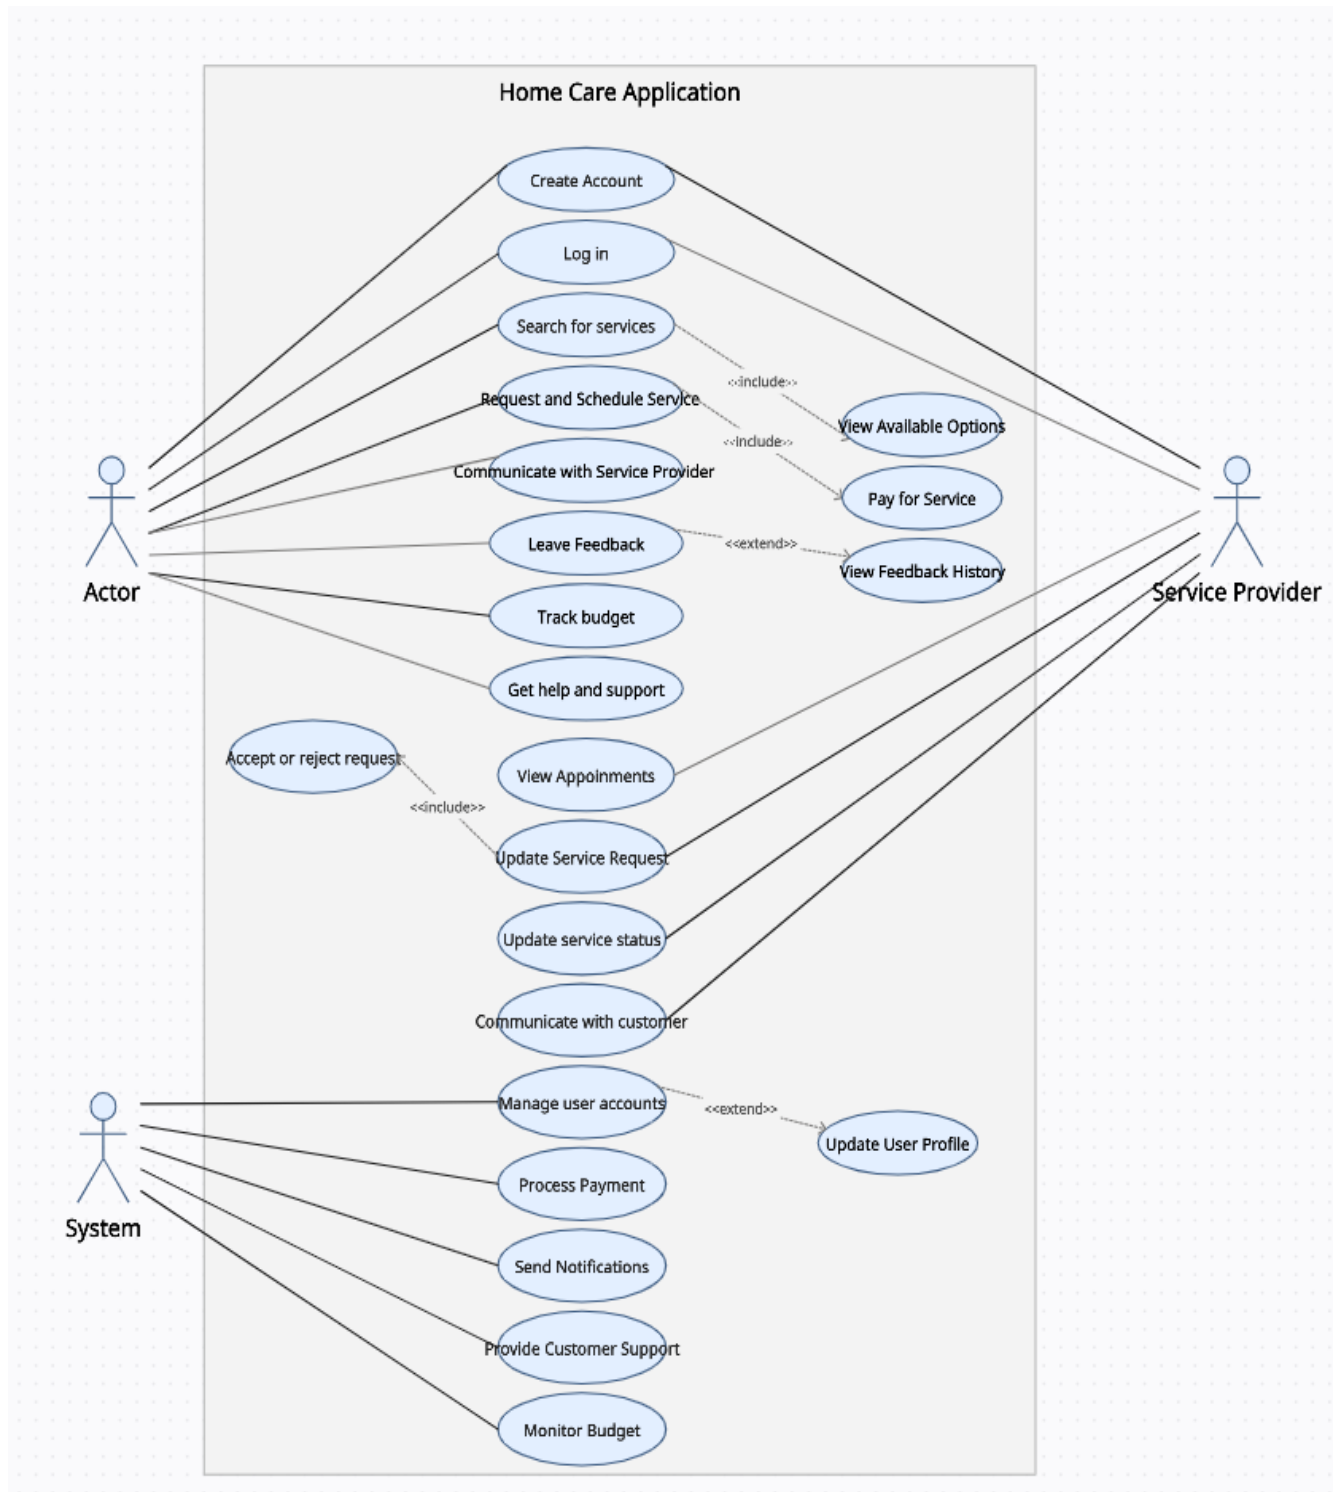 Home Care Application
Create Account
Log in
Search for services
<<include>>
Request and Schedule Service
View Available Options
<<include>>
Communicate with Service Provider
Pay for Service
Leave Feedback
<<extend>>
View Feedback History
Actor
Service Provider
Track budget
Get help and support
Accept or reject request
View Appoinments
<<include>>
Update Service Request
Update service status
Communicate with customer
Manage user accounts
<<extend>>
Update User Profile
Process Payment
System
Send Notifications
Provide Customer Support
Monitor Budget